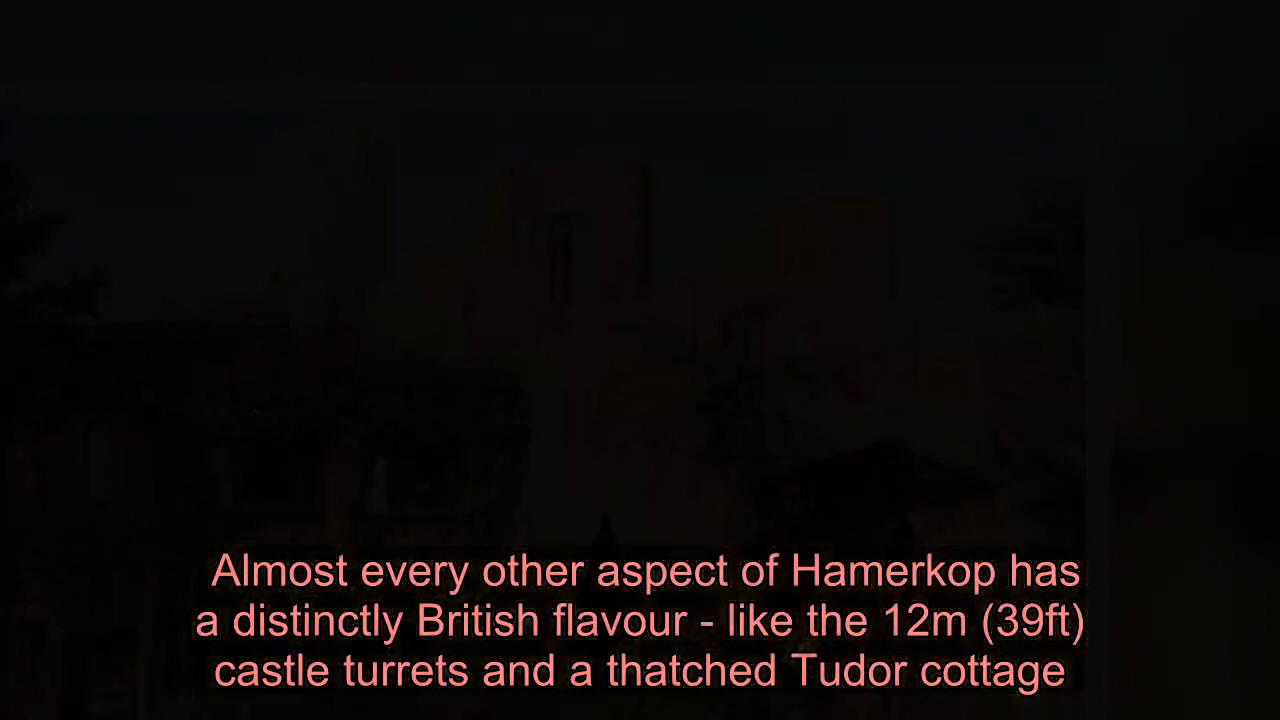 Almost every other aspect of Hamerkop has
a distinctly British flavour - like the 12m (39ft)
castle turrets and a thatched Tudor cottage